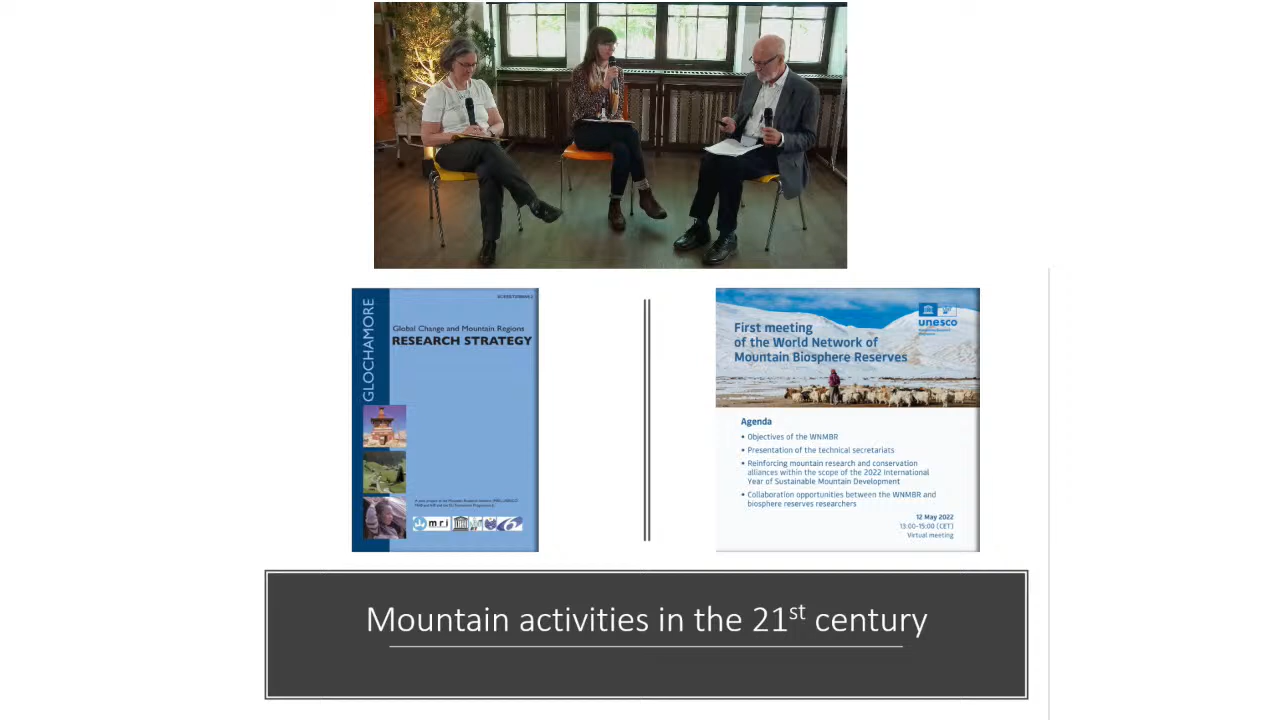 GLOCHAMORE
Global Change and Mountain Regions
RESEARCH STRATEGY
mri
unesco
First meeting
of the World Network of
Mountain Biosphere Reserves
Agenda
• Objectives of the WNMBR
• Presentation of the technical secretariats
• Reinforcing mountain research and conservation
alliances within the scope of the 2022 International
Year of Sustainable Mountain Development
• Collaboration opportunities between the WNMBR and
biosphere reserves researchers
12 May 2022
13:00-15:00 (CET)
Virtual meeting
Mountain activities in the 21st century